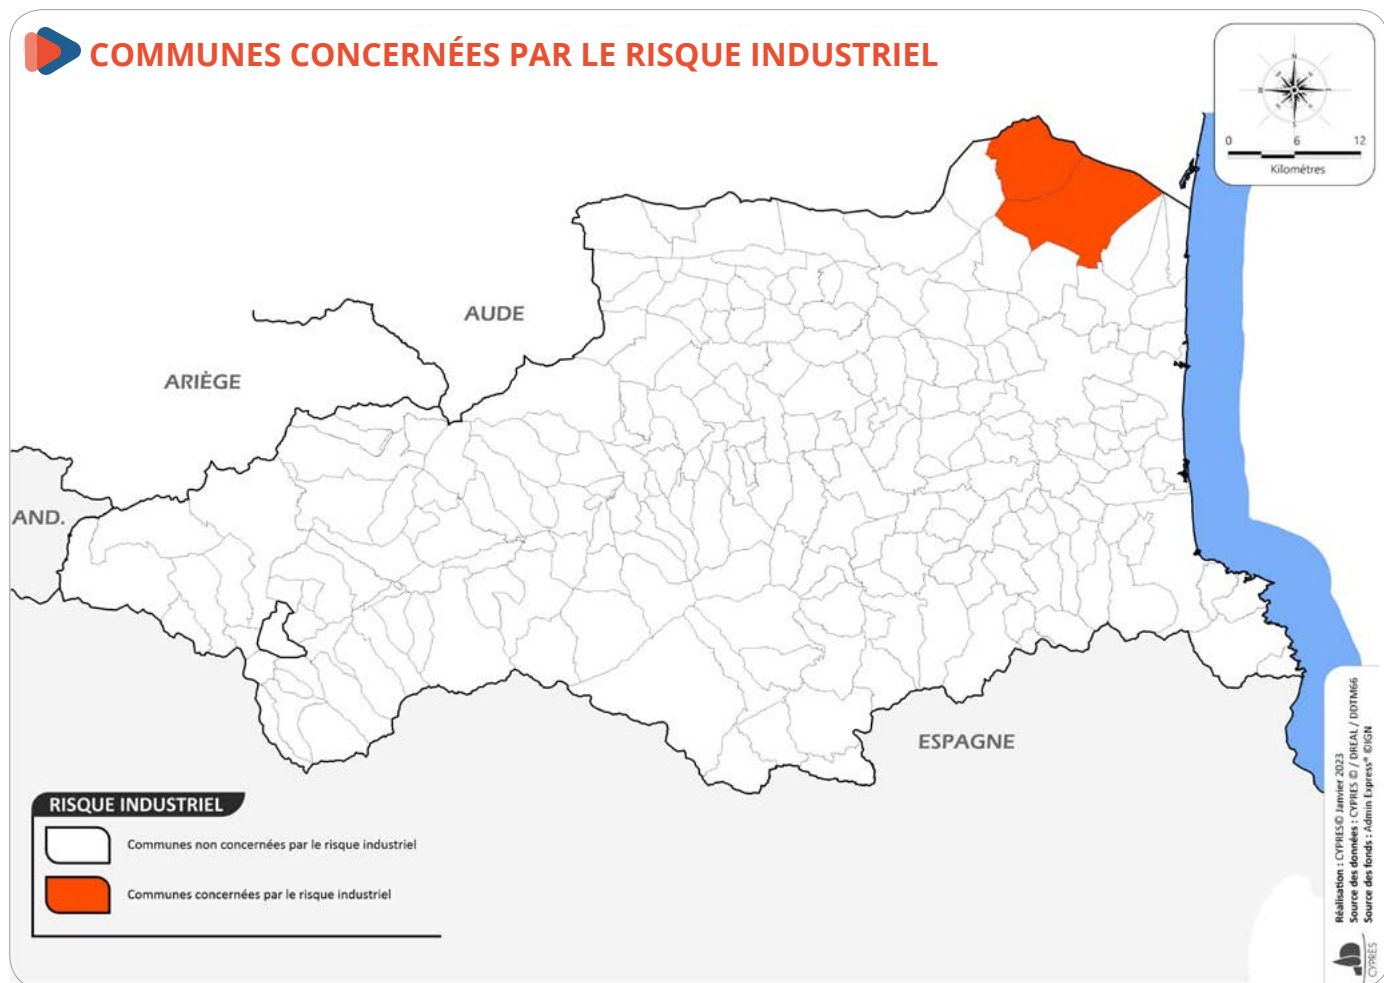 COMMUNES CONCERNÉES PAR LE RISQUE INDUSTRIEL
N
S
0 6 12
Kilomètres
AUDE
ARIÈGE
AND.
ESPAGNE
RISQUE INDUSTRIEL
Communes non concernées par le risque industriel
Communes concernées par le risque industriel
Réalisation : CYPRES© Janvier 2023
Source des données : CYPRES © / DREAL / DDTM66
Source des fonds : Admin Express® ©IGN
CYPRES